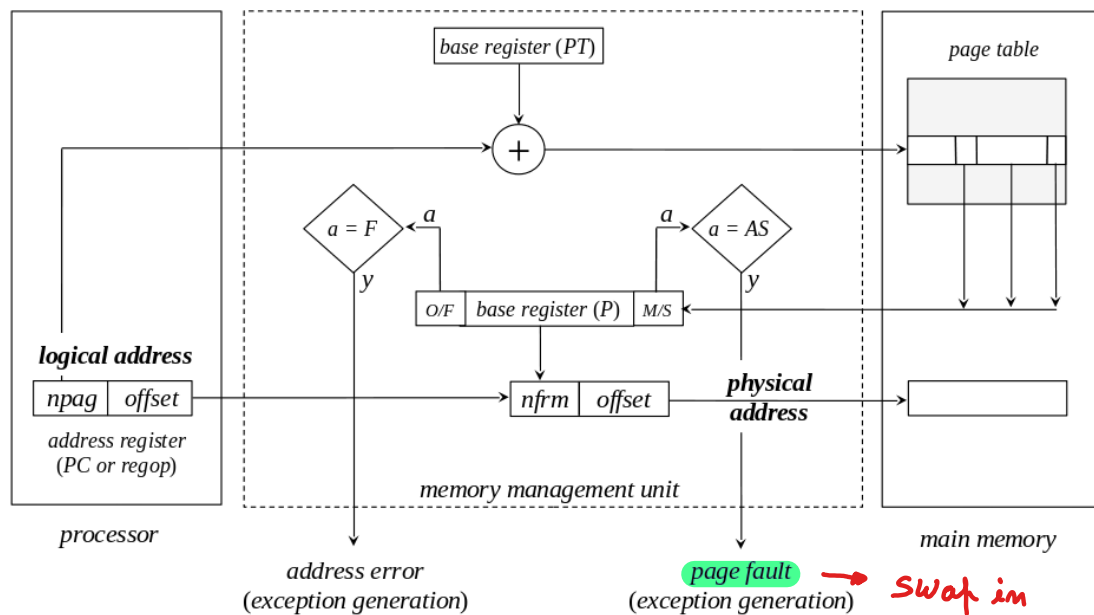 base register (PT)
page table
+
a = F
a
a
a = AS
y
y
O/F
base register (P)
M/S
logical address
npag
offset
nfrm
offset
physical
address
address register
(PC or regop)
memory management unit
processor
main memory
address error
(exception generation)
page fault
(exception generation)
swap in